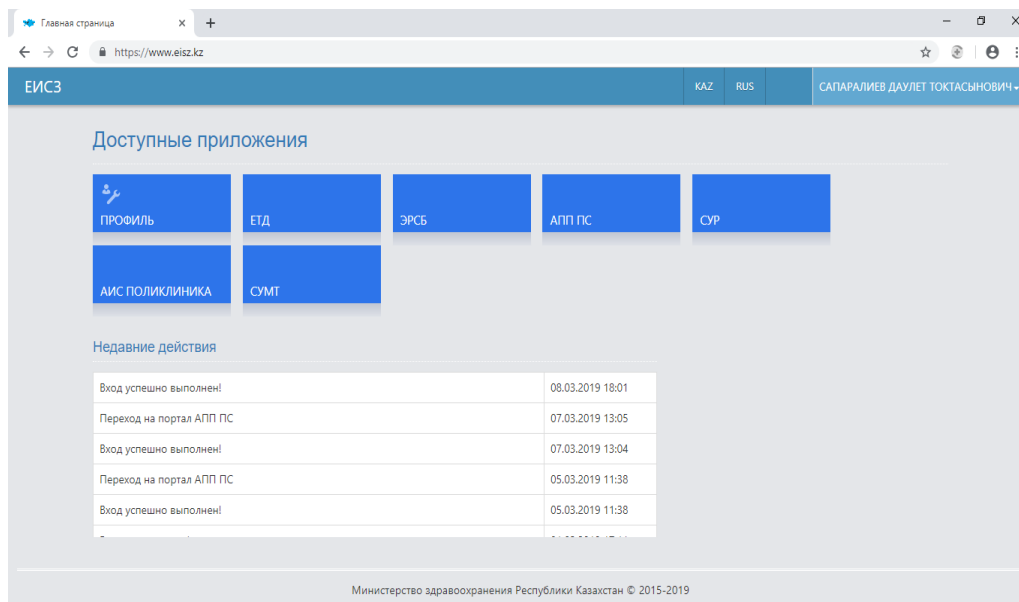 Главная страница
https://www.eisz.kz
ЕИСЗ KAZ RUS САПАРАЛИЕВ ДАУЛЕТ ТОКТАСЫНОВИЧ
Доступные приложения
ПРОФИЛЬ ЕТД ЭРСБ АПП ПС СУР
АИС ПОЛИКЛИНИКА СУМТ
Недавние действия
Вход успешно выполнен! 08.03.2019 18:01
Переход на портал АПП ПС 07.03.2019 13:05
Вход успешно выполнен! 07.03.2019 13:04
Переход на портал АПП ПС 05.03.2019 11:38
Вход успешно выполнен! 05.03.2019 11:38
Министерство здравоохранения Республики Казахстан © 2015-2019